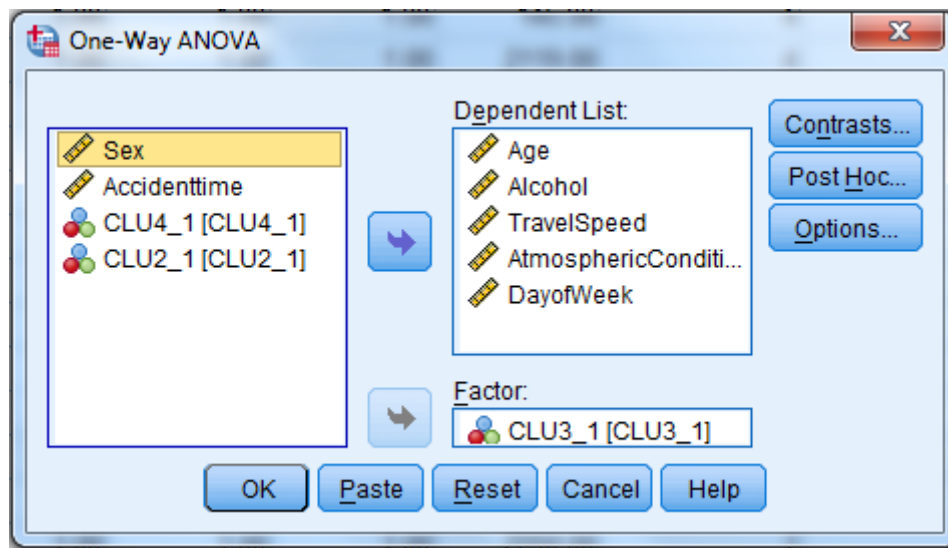 One-Way ANOVA
Sex
Accidenttime
CLU4_1 [CLU4_1]
CLU2_1 [CLU2_1]
Dependent List:
Age
Alcohol
TravelSpeed
AtmosphericConditi...
DayofWeek
Factor:
CLU3_1 [CLU3_1]
Contrasts...
Post Hoc...
Options...
OK
Paste
Reset
Cancel
Help